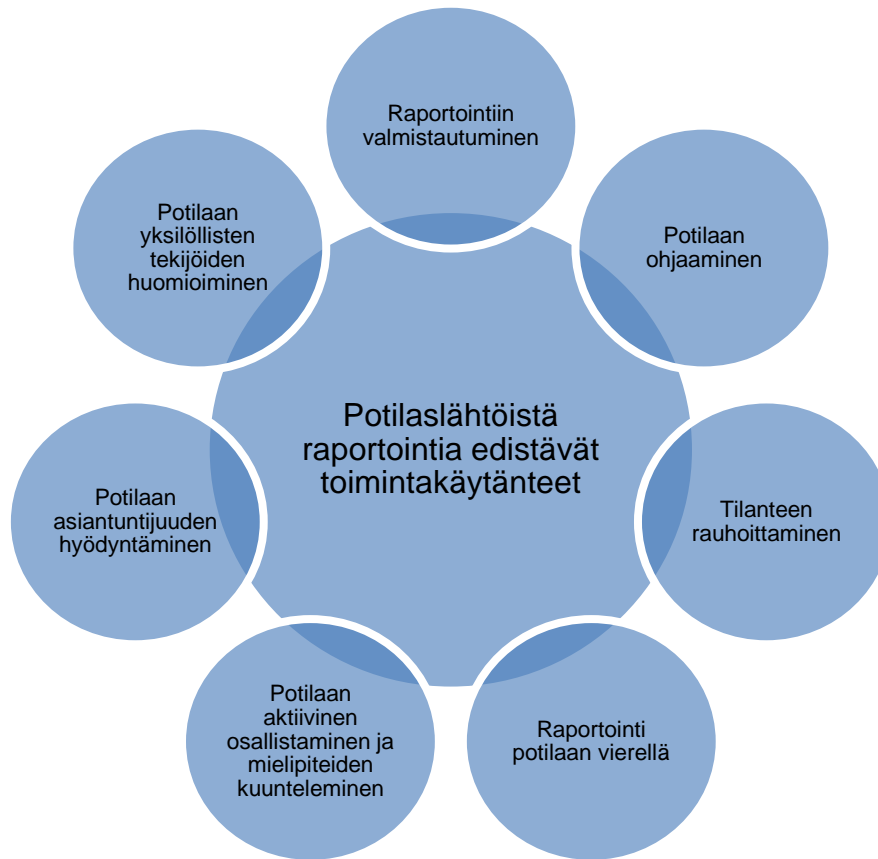 Raportointiin
valmistautuminen
Potilaan
ohjaaminen
Tilanteen
rauhoittaminen
Raportointi
potilaan vierellä
Potilaan
aktiivinen
osallistaminen ja
mielipiteiden
kuunteleminen
Potilaan
asiantuntijuuden
hyödyntäminen
Potilaan
yksilöllisten
tekijöiden
huomioiminen
Potilaslähtöistä
raportointia edistävät
toimintakäytänteet